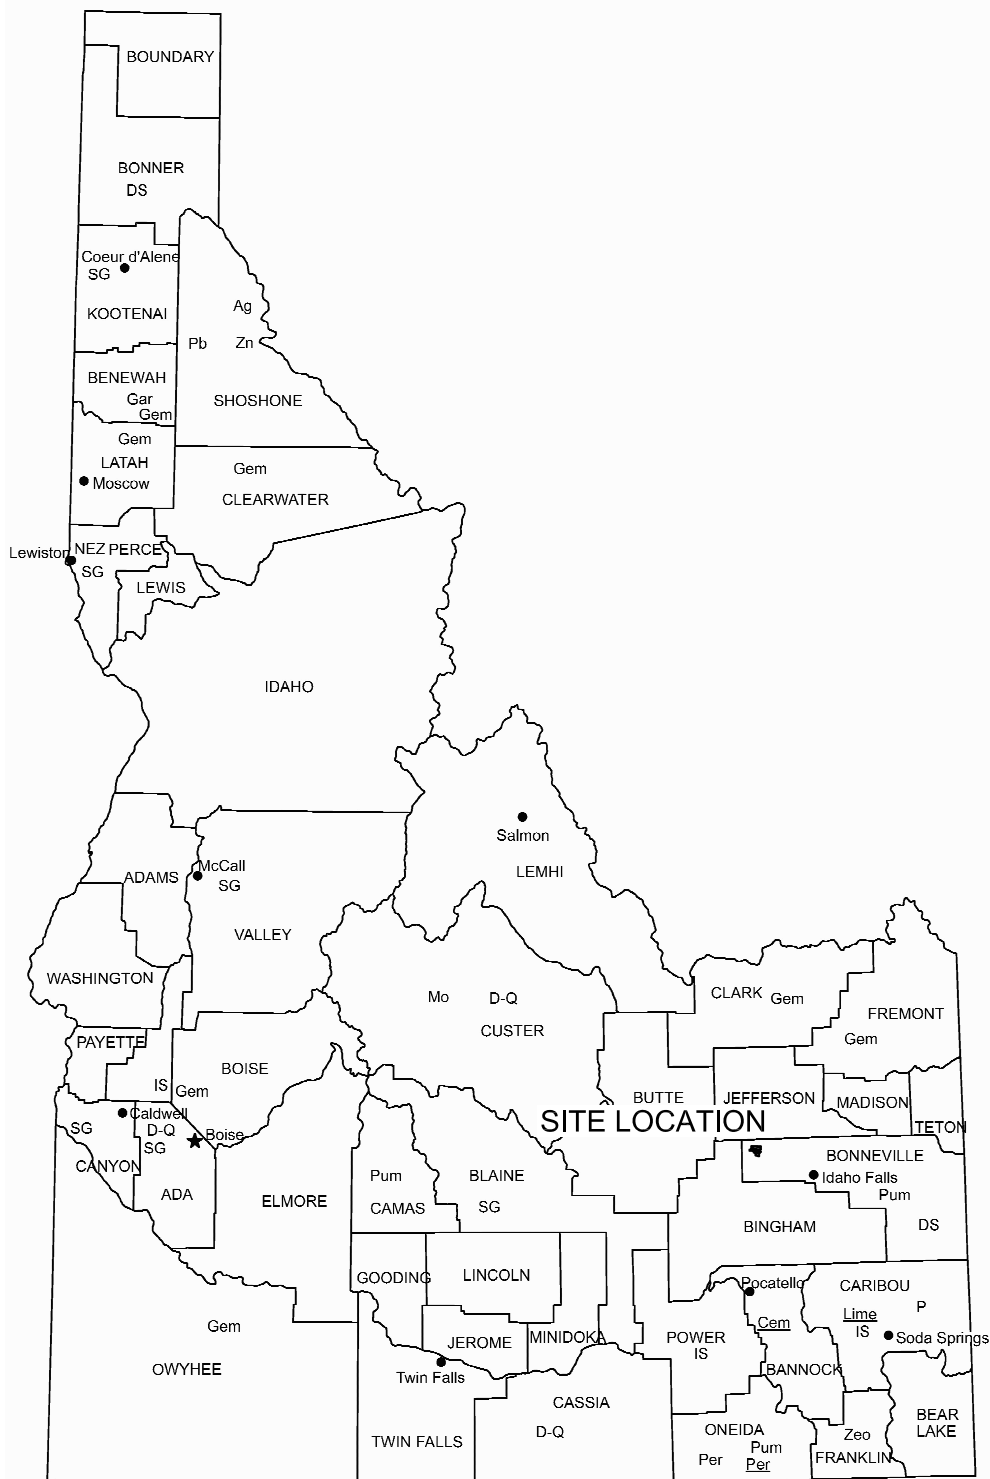 BOUNDARY
BONNER
DS
Coeur d'Alene
SG
KOOTENAI
Ag
Pb
Zn
SHOSHONE
BENEWAH
Gar
Gem
Gem
LATAH
Moscow
Gem
CLEARWATER
Lewiston
NEZ PERCE
SG
LEWIS
IDAHO
Salmon
LEMHI
McCall
SG
ADAMS
VALLEY
WASHINGTON
Mo
D-Q
CUSTER
CLARK
Gem
FREMONT
Gem
PAYETTE
BOISE
IS
Gem
BUTTE
JEFFERSON
MADISON
Caldwell
SITE LOCATION
TETON
SG
D-Q
SG
Boise
CANYON
ADA
ELMORE
Pum
CAMAS
BLAINE
SG
BONNEVILLE
Idaho Falls
Pum
DS
BINGHAM
GOODING
LINCOLN
Pocatello
CARIBOU
P
Lime
IS
Soda Springs
Cem
Gem
OWYHEE
JEROME
MINIDOKA
POWER
IS
BANNOCK
Twin Falls
CASSIA
D-Q
TWIN FALLS
ONEIDA
Pum
Per
Per
Zeo
FRANKLIN
BEAR
LAKE